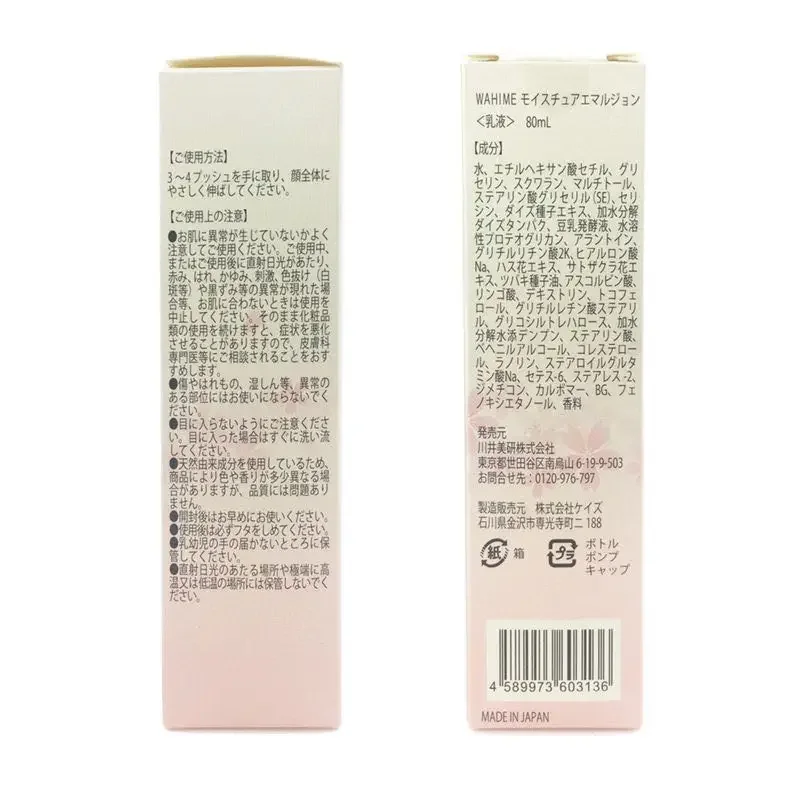 【ご使用方法】
3〜4プッシュを手に取り、顔全体に
やさしく伸ばしてください。
【ご使用上の注意】
●お肌に異常が生じていないかよく
注意してご使用ください。ご使用中、
またはご使用後に直射日光があたり、
赤み、はれ、かゆみ、刺激、色抜け（白
斑等）や黒ずみ等の異常が現れた場
合等、お肌に合わないときは使用を
中止してください。そのまま化粧品
類の使用を続けますと、症状を悪化
させることがありますので、皮膚科
専門医等にご相談されることをおす
すめします。
●傷やはれもの、湿しん等、異常の
ある部位にはお使いにならないでく
ださい。
●目に入らないようにご注意くださ
い。目に入った場合はすぐに洗い流
してください。
●天然由来成分を使用しているため、
商品により色や香りが多少異なる場
合がありますが、品質には問題あり
ません。
●開封後はお早めにお使いください。
●使用後は必ずフタをしめてください。
●乳幼児の手の届かないところに保
管してください。
●直射日光のあたる場所や極端に高
温又は低温の場所には保管しないでく
ださい。
WAHIME モイスチュアエマルジョン
＜乳液＞ 80mL
【成分】
水、エチルヘキサン酸セチル、グリ
セリン、スクワラン、マルチトール、
ステアリン酸グリセリル(SE)、セリ
シン、ダイズ種子エキス、加水分解
ダイズタンパク、豆乳発酵液、水溶
性プロテオグリカン、アラントイン、
グリチルリチン酸2K、ヒアルロン酸
Na、ハス花エキス、サトザクラ花エ
キス、ツバキ種子油、アスコルビン酸、
リンゴ酸、デキストリン、トコフェ
ロール、グリチルレチン酸ステアリ
ル、グリコシルトレハロース、加水
分解水添デンプン、ステアリン酸、
ベヘニルアルコール、コレステロー
ル、ラノリン、ステアロイルグルタ
ミン酸Na、セテス-6、ステアレス-2、
ジメチコン、カルボマー、BG、フェ
ノキシエタノール、香料
発売元
川井美研株式会社
東京都世田谷区南烏山 6-19-9-503
お問合せ先：0120-976-797
製造販売元 株式会社ケイズ
石川県金沢市専光寺町二 188
紙 箱
プラ ボトル
ポンプ
キャップ
4 589973 603136
MADE IN JAPAN